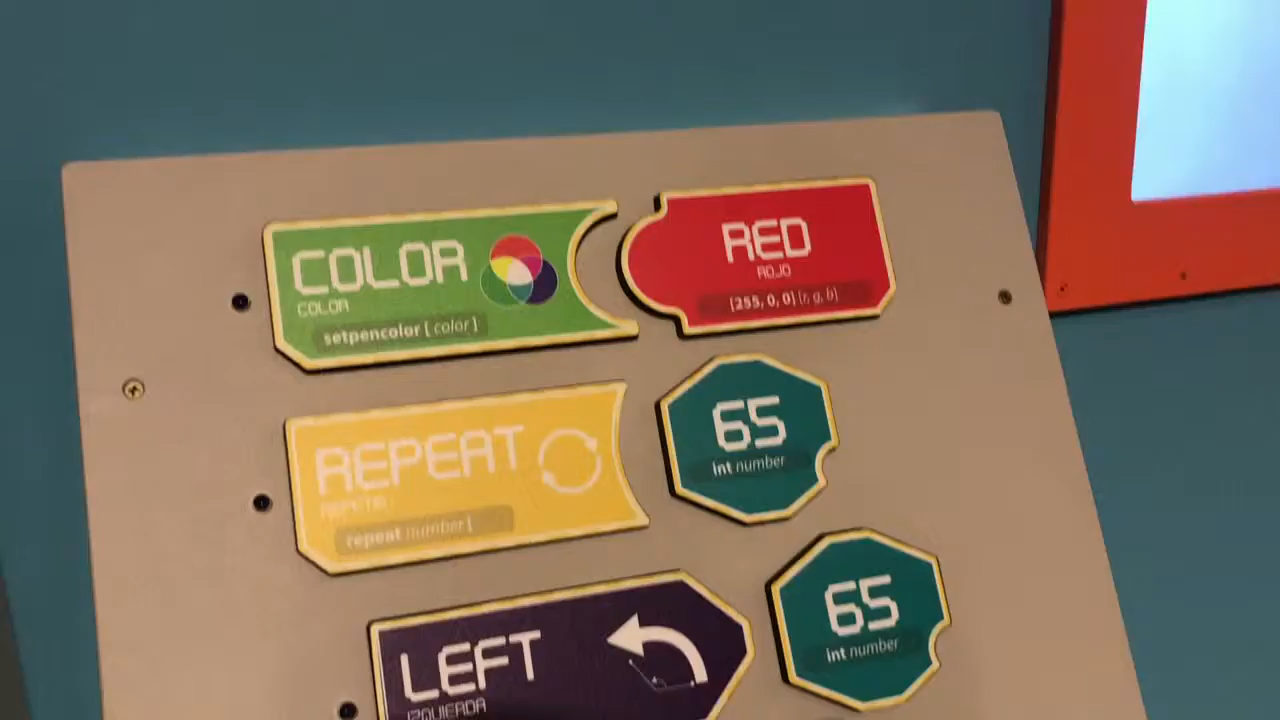 COLOR
COLOR
setpencolor [ color ]
RED
ROJO
[255, 0, 0] [r, g, b]
REPEAT
repeat number [
65
int number
LEFT
IZQUIERDA
65
int number